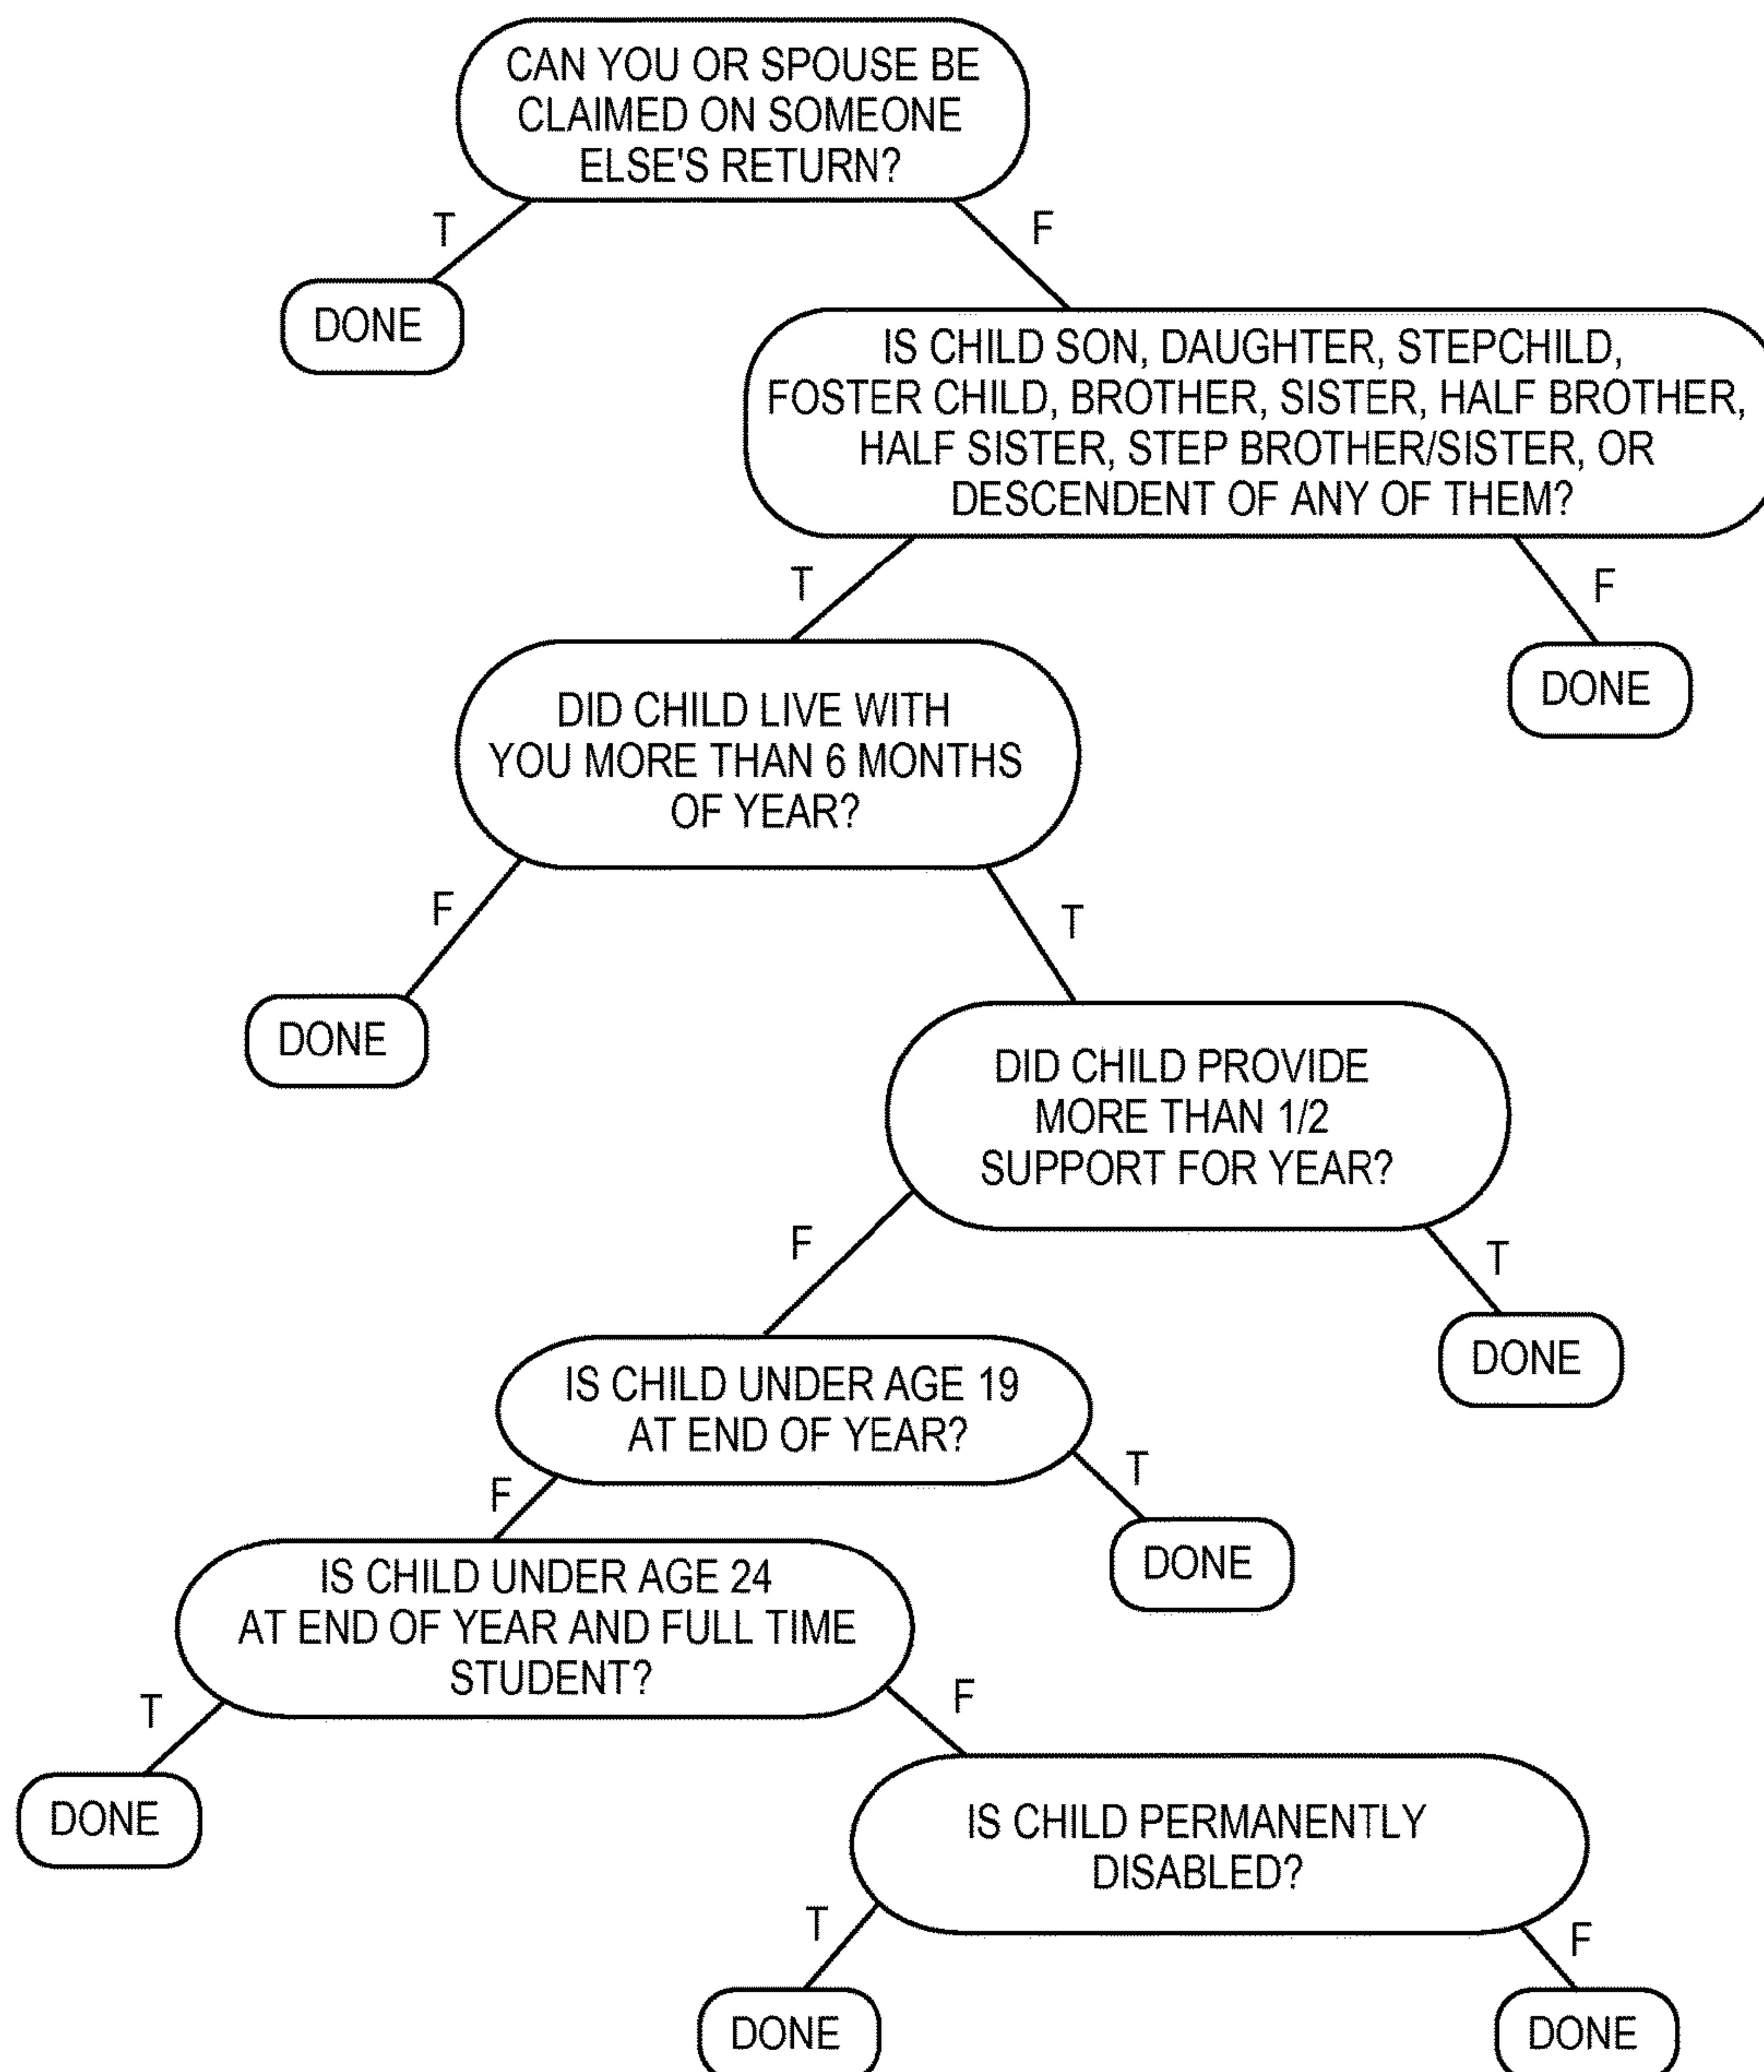 CAN YOU OR SPOUSE BE
CLAIMED ON SOMEONE
ELSE'S RETURN?
T
F
DONE
IS CHILD SON, DAUGHTER, STEPCHILD,
FOSTER CHILD, BROTHER, SISTER, HALF BROTHER,
HALF SISTER, STEP BROTHER/SISTER, OR
DESCENDENT OF ANY OF THEM?
T
F
DONE
DID CHILD LIVE WITH
YOU MORE THAN 6 MONTHS
OF YEAR?
F
T
DONE
DID CHILD PROVIDE
MORE THAN 1/2
SUPPORT FOR YEAR?
F
T
DONE
IS CHILD UNDER AGE 19
AT END OF YEAR?
F
T
DONE
IS CHILD UNDER AGE 24
AT END OF YEAR AND FULL TIME
STUDENT?
T
F
DONE
IS CHILD PERMANENTLY
DISABLED?
T
F
DONE
DONE